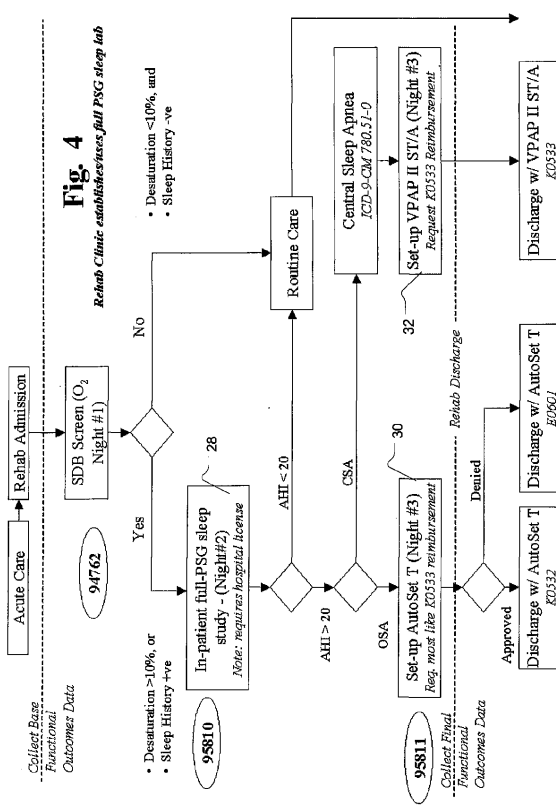 Fig. 4
Rehab Clinic establishes/uses full PSG sleep lab
Acute Care
Rehab Admission
Collect Base
Functional
Outcomes Data
94762
SDB Screen (O2
Night #1)
Yes
No
• Desaturation >10%, or
• Sleep History +ve
• Desaturation <10%, and
• Sleep History -ve
95810
In-patient full-PSG sleep
study - (Night#2)
Note: requires hospital license
28
AHI < 20
Routine Care
AHI > 20
CSA
Central Sleep Apnea
ICD-9-CM 780.51-0
OSA
95811
Set-up AutoSet T (Night #3)
Req. most like K0533 reimbursement
30
Set-up VPAP II ST/A (Night #3)
Request K0533 Reimbursement
32
Collect Final
Functional
Outcomes Data
Rehab Discharge
Approved
Denied
Discharge w/ AutoSet T
K0532
Discharge w/ AutoSet T
E0601
Discharge w/ VPAP II ST/A
K0533